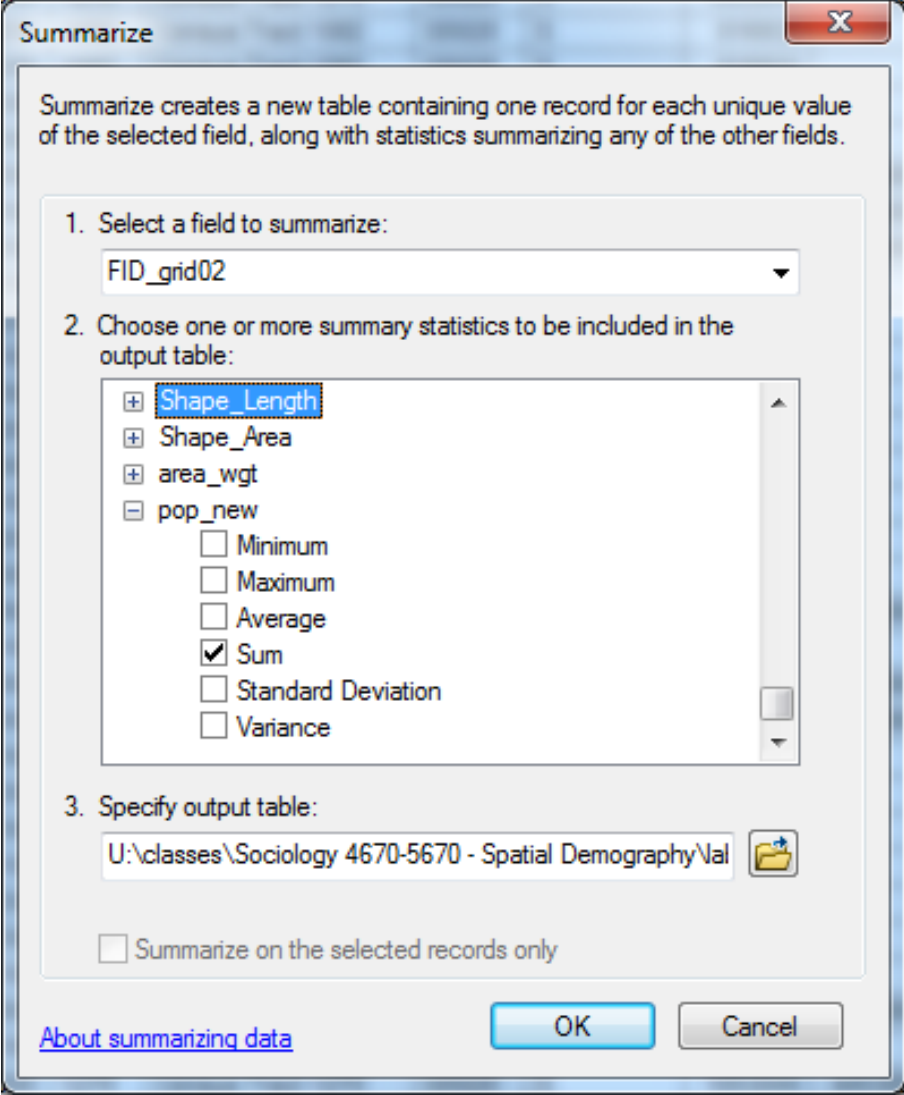 Summarize
Summarize creates a new table containing one record for each unique value
of the selected field, along with statistics summarizing any of the other fields.
1. Select a field to summarize:
FID_grid02
2. Choose one or more summary statistics to be included in the
output table:
Shape_Length
Shape_Area
area_wgt
pop_new
Minimum
Maximum
Average
Sum
Standard Deviation
Variance
3. Specify output table:
U:\classes\Sociology 4670-5670 - Spatial Demography\lal
Summarize on the selected records only
About summarizing data
OK
Cancel